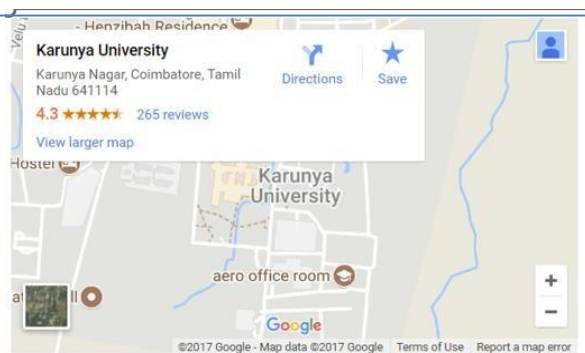 - Hephzibah Residence
Karunya University
Karunya Nagar, Coimbatore, Tamil
Nadu 641114
4.3 265 reviews
View larger map
Directions
Save
Hostel
Karunya
University
aero office room
Google
+
−
©2017 Google - Map data ©2017 Google Terms of Use Report a map error